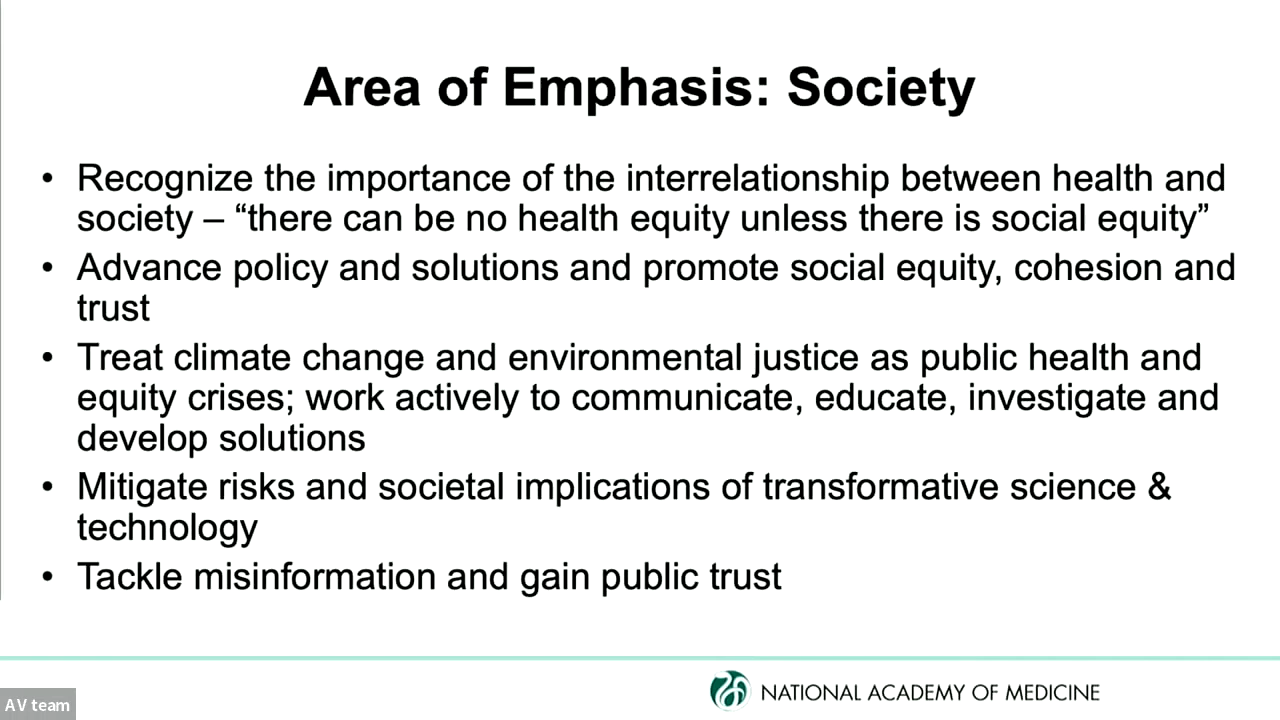 Area of Emphasis: Society
• Recognize the importance of the interrelationship between health and
society – “there can be no health equity unless there is social equity”
• Advance policy and solutions and promote social equity, cohesion and
trust
• Treat climate change and environmental justice as public health and
equity crises; work actively to communicate, educate, investigate and
develop solutions
• Mitigate risks and societal implications of transformative science &
technology
• Tackle misinformation and gain public trust
NATIONAL ACADEMY OF MEDICINE
AV team